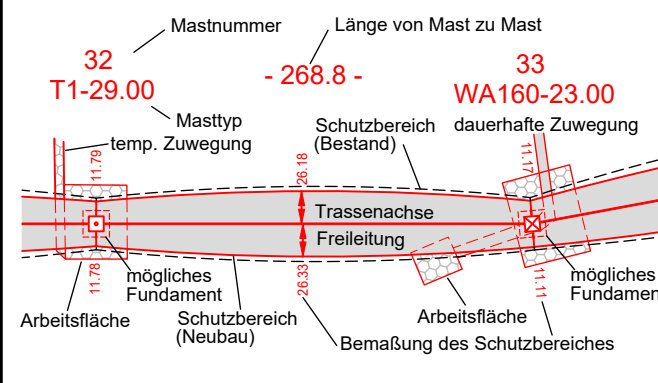 Mastnummer
Länge von Mast zu Mast
32
T1-29.00
- 268.8 -
33
WA160-23.00
Masttyp
temp. Zuwegung
Schutzbereich
(Bestand)
dauerhafte Zuwegung
11.79
26.18
11.17
Trassenachse
Freileitung
11.78
mögliches
Fundament
26.33
11.11
mögliches
Fundamen
Arbeitsfläche
Schutzbereich
(Neubau)
Arbeitsfläche
Bemaßung des Schutzbereiches